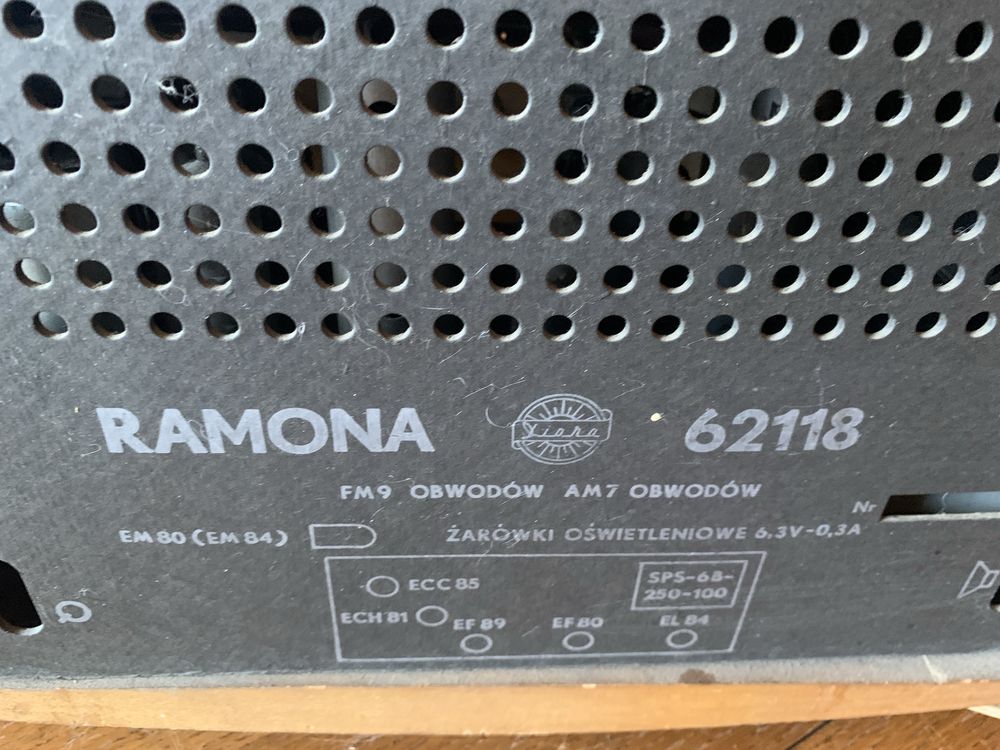 RAMONA Diora 62118
FM9 OBWODÓW AM7 OBWODÓW
Nr
EM 80 (EM 84) ŻARÓWKI OŚWIETLENIOWE 6,3V-0,3A
ECC 85
SPS-6B-
250-100
ECH 81
EF 89
EF 80
EL 84